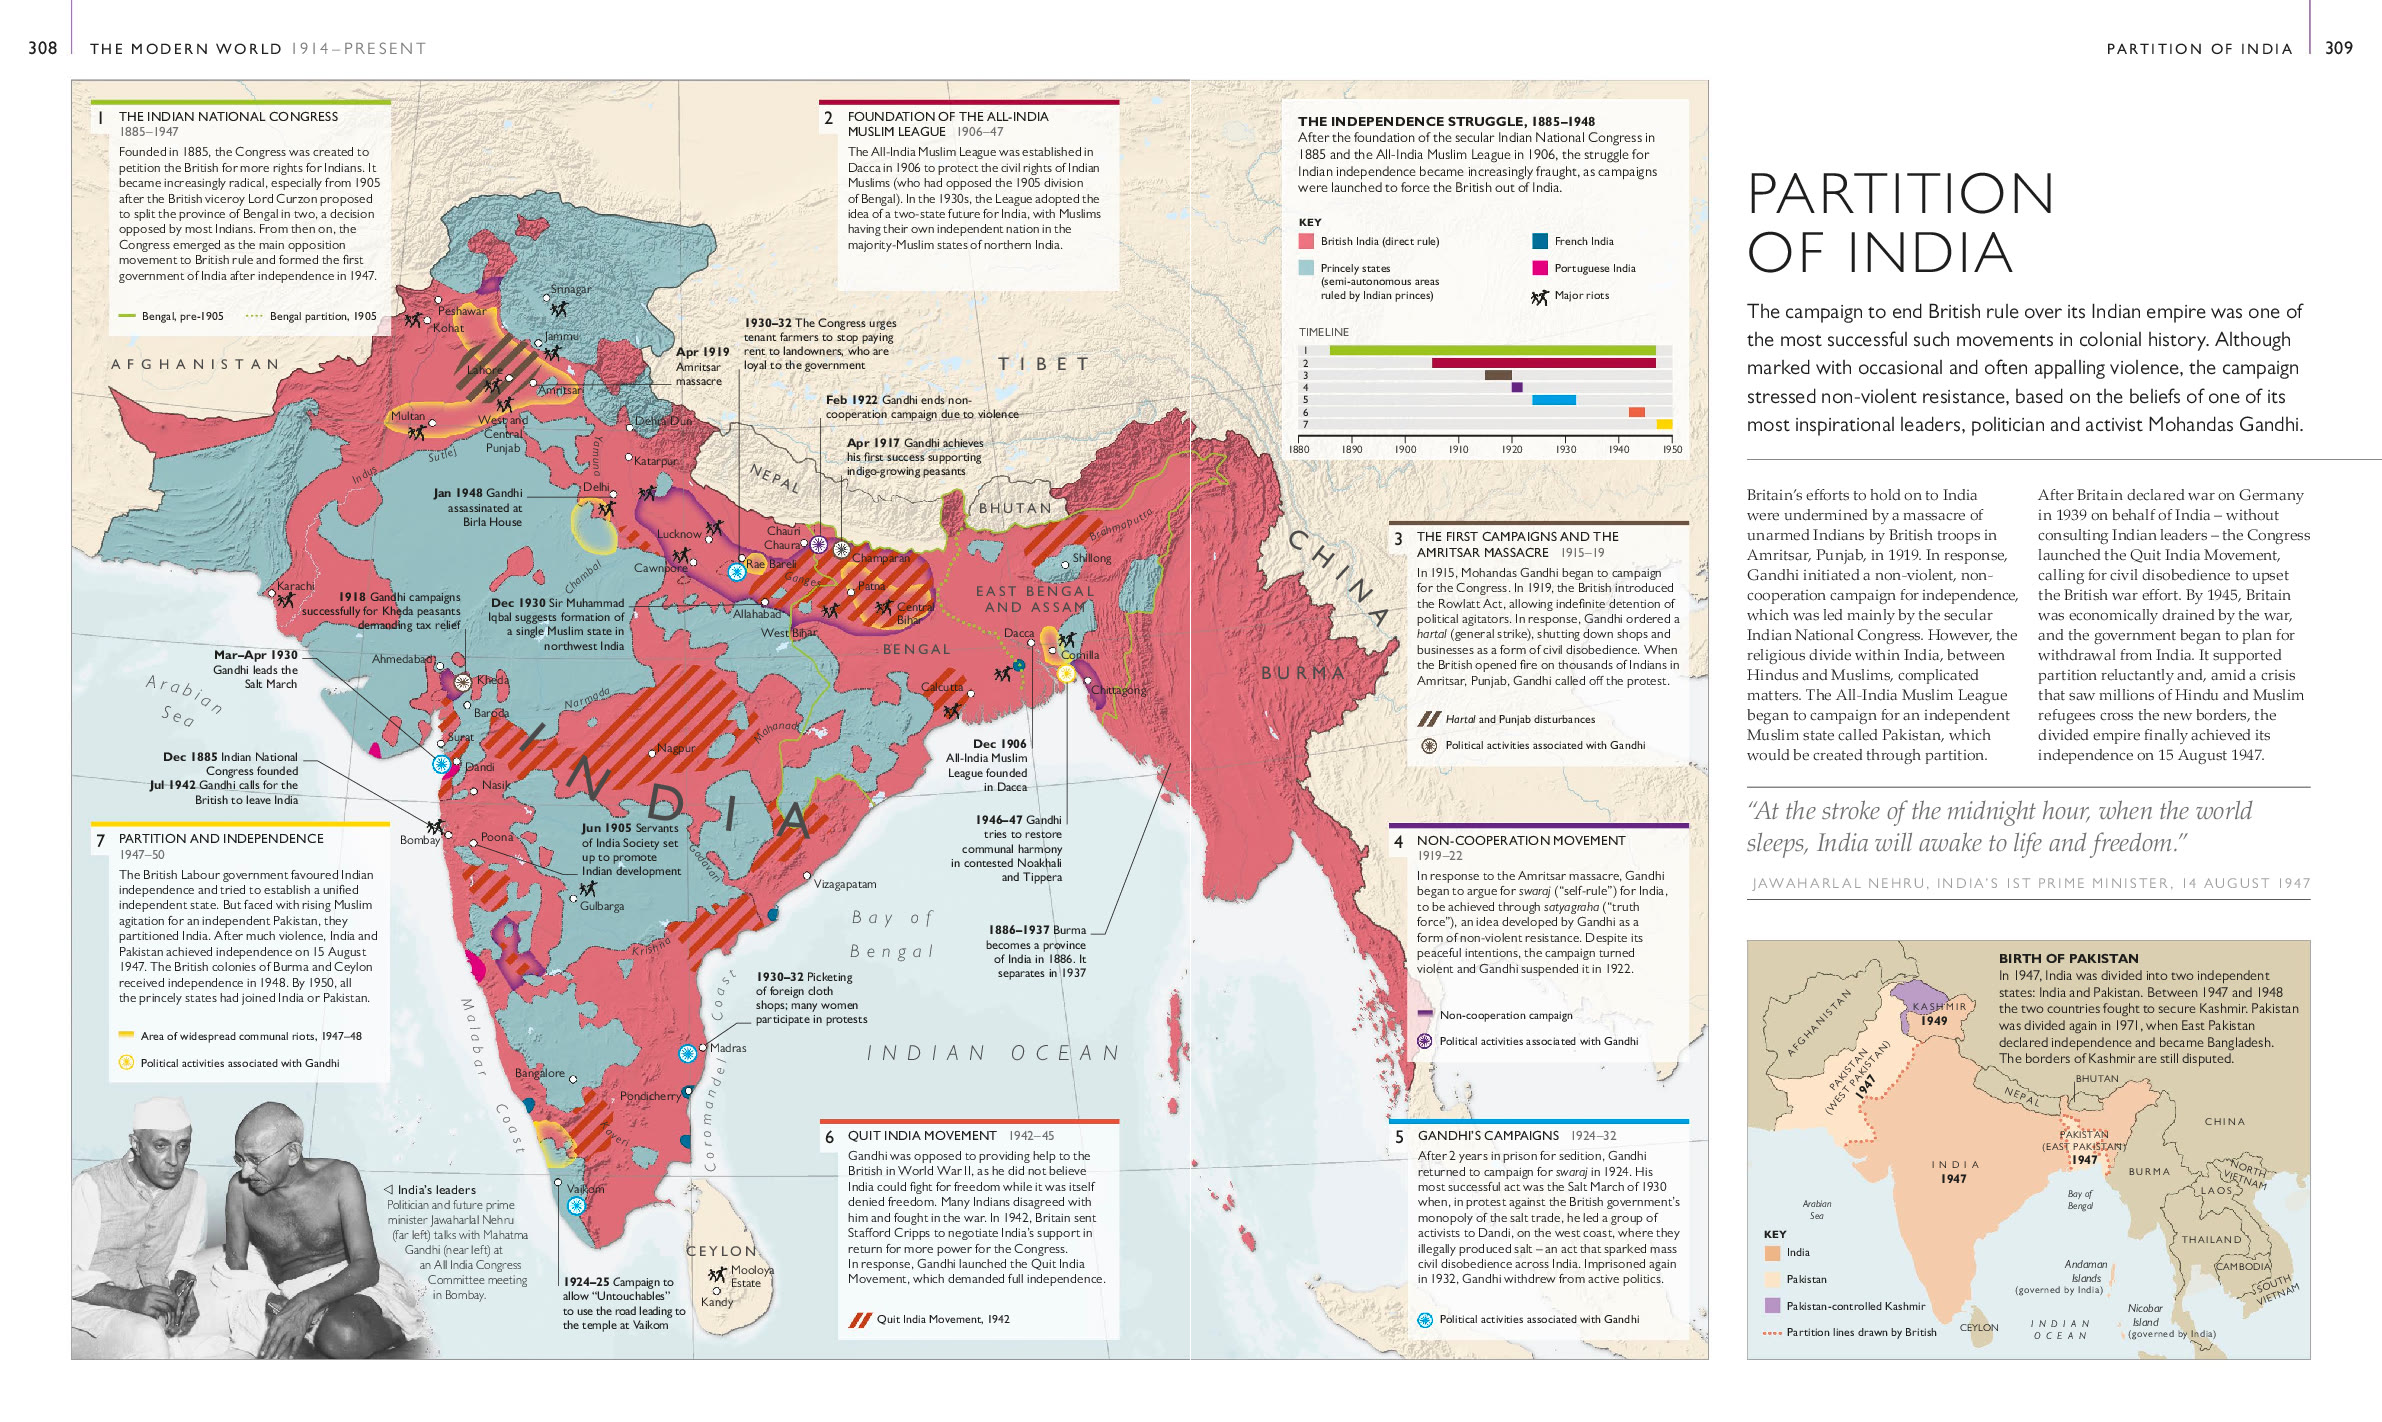 308
THE MODERN WORLD 1914–PRESENT
PARTITION OF INDIA
309
1 THE INDIAN NATIONAL CONGRESS
1885–1947
Founded in 1885, the Congress was created to
petition the British for more rights for Indians. It
became increasingly radical, especially from 1905
after the British viceroy Lord Curzon proposed
to split the province of Bengal in two, a decision
opposed by most Indians. From then on, the
Congress emerged as the main opposition
movement to British rule and formed the first
government of India after independence in 1947.
Bengal, pre-1905
Bengal partition, 1905
2 FOUNDATION OF THE ALL-INDIA
MUSLIM LEAGUE 1906–47
The All-India Muslim League was established in
Dacca in 1906 to protect the civil rights of Indian
Muslims (who had opposed the 1905 division
of Bengal). In the 1930s, the League adopted the
idea of a two-state future for India, with Muslims
having their own independent nation in the
majority-Muslim states of northern India.
THE INDEPENDENCE STRUGGLE, 1885–1948
After the foundation of the secular Indian National Congress in
1885 and the All-India Muslim League in 1906, the struggle for
Indian independence became increasingly fraught, as campaigns
were launched to force the British out of India.
KEY
British India (direct rule)
Princely states
(semi-autonomous areas
ruled by Indian princes)
French India
Portuguese India
Major riots
TIMELINE
1
2
3
4
5
6
7
1880 1890 1900 1910 1920 1930 1940 1950
AFGHANISTAN
TIBET
NEPAL
BHUTAN
CHINA
BURMA
INDIA
BENGAL
EAST BENGAL
AND ASSAM
CEYLON
Arabian
Sea
Bay of
Bengal
INDIAN OCEAN
Malabar Coast
Coromandel Coast
Srinagar
Peshawar
Kohat
Jammu
Lahore
Amritsar
Multan
West and
Central
Punjab
Dehra Dun
Katarpur
Delhi
Indus
Sutlej
Yamuna
Chambal
Ganges
Brahmaputra
Narmada
Mahanadi
Godavari
Krishna
Kaveri
Lucknow
Cawnpore
Chauri
Chaura
Rae Bareli
Champaran
Patna
Central
Bihar
Allahabad
West Bihar
Shillong
Dacca
Comilla
Chittagong
Calcutta
Karachi
Ahmedabad
Kheda
Baroda
Surat
Dandi
Nasik
Nagpur
Bombay
Poona
Gulbarga
Vizagapatam
Madras
Bangalore
Pondicherry
Vaikom
Mooloya
Estate
Kandy
Apr 1919
Amritsar
massacre
1930–32 The Congress urges
tenant farmers to stop paying
rent to landowners, who are
loyal to the government
Feb 1922 Gandhi ends non-
cooperation campaign due to violence
Apr 1917 Gandhi achieves
his first success supporting
indigo-growing peasants
Jan 1948 Gandhi
assassinated at
Birla House
1918 Gandhi campaigns
successfully for Kheda peasants
demanding tax relief
Dec 1930 Sir Muhammad
Iqbal suggests formation of
a single Muslim state in
northwest India
Mar–Apr 1930
Gandhi leads the
Salt March
Dec 1885 Indian National
Congress founded
Jul 1942 Gandhi calls for the
British to leave India
Jun 1905 Servants
of India Society set
up to promote
Indian development
Dec 1906
All-India Muslim
League founded
in Dacca
1946–47 Gandhi
tries to restore
communal harmony
in contested Noakhali
and Tippera
1886–1937 Burma
becomes a province
of India in 1886. It
separates in 1937
1930–32 Picketing
of foreign cloth
shops; many women
participate in protests
1924–25 Campaign to
allow “Untouchables”
to use the road leading to
the temple at Vaikom
7 PARTITION AND INDEPENDENCE
1947–50
The British Labour government favoured Indian
independence and tried to establish a unified
independent state. But faced with rising Muslim
agitation for an independent Pakistan, they
partitioned India. After much violence, India and
Pakistan achieved independence on 15 August
1947. The British colonies of Burma and Ceylon
received independence in 1948. By 1950, all
the princely states had joined India or Pakistan.
Area of widespread communal riots, 1947–48
Political activities associated with Gandhi
◁ India’s leaders
Politician and future prime
minister Jawaharlal Nehru
(far left) talks with Mahatma
Gandhi (near left) at
an All India Congress
Committee meeting
in Bombay.
6 QUIT INDIA MOVEMENT 1942–45
Gandhi was opposed to providing help to the
British in World War II, as he did not believe
India could fight for freedom while it was itself
denied freedom. Many Indians disagreed with
him and fought in the war. In 1942, Britain sent
Stafford Cripps to negotiate India’s support in
return for more power for the Congress.
In response, Gandhi launched the Quit India
Movement, which demanded full independence.
Quit India Movement, 1942
3 THE FIRST CAMPAIGNS AND THE
AMRITSAR MASSACRE 1915–19
In 1915, Mohandas Gandhi began to campaign
for the Congress. In 1919, the British introduced
the Rowlatt Act, allowing indefinite detention of
political agitators. In response, Gandhi ordered a
hartal (general strike), shutting down shops and
businesses as a form of civil disobedience. When
the British opened fire on thousands of Indians in
Amritsar, Punjab, Gandhi called off the protest.
Hartal and Punjab disturbances
Political activities associated with Gandhi
4 NON-COOPERATION MOVEMENT
1919–22
In response to the Amritsar massacre, Gandhi
began to argue for swaraj (“self-rule”) for India,
to be achieved through satyagraha (“truth
force”), an idea developed by Gandhi as a
form of non-violent resistance. Despite its
peaceful intentions, the campaign turned
violent and Gandhi suspended it in 1922.
Non-cooperation campaign
Political activities associated with Gandhi
5 GANDHI’S CAMPAIGNS 1924–32
After 2 years in prison for sedition, Gandhi
returned to campaign for swaraj in 1924. His
most successful act was the Salt March of 1930
when, in protest against the British government’s
monopoly of the salt trade, he led a group of
activists to Dandi, on the west coast, where they
illegally produced salt – an act that sparked mass
civil disobedience across India. Imprisoned again
in 1932, Gandhi withdrew from active politics.
Political activities associated with Gandhi
PARTITION
OF INDIA
The campaign to end British rule over its Indian empire was one of
the most successful such movements in colonial history. Although
marked with occasional and often appalling violence, the campaign
stressed non-violent resistance, based on the beliefs of one of its
most inspirational leaders, politician and activist Mohandas Gandhi.
Britain’s efforts to hold on to India
were undermined by a massacre of
unarmed Indians by British troops in
Amritsar, Punjab, in 1919. In response,
Gandhi initiated a non-violent, non-
cooperation campaign for independence,
which was led mainly by the secular
Indian National Congress. However, the
religious divide within India, between
Hindus and Muslims, complicated
matters. The All-India Muslim League
began to campaign for an independent
Muslim state called Pakistan, which
would be created through partition.
After Britain declared war on Germany
in 1939 on behalf of India – without
consulting Indian leaders – the Congress
launched the Quit India Movement,
calling for civil disobedience to upset
the British war effort. By 1945, Britain
was economically drained by the war,
and the government began to plan for
withdrawal from India. It supported
partition reluctantly and, amid a crisis
that saw millions of Hindu and Muslim
refugees cross the new borders, the
divided empire finally achieved its
independence on 15 August 1947.
“At the stroke of the midnight hour, when the world
sleeps, India will awake to life and freedom.”
JAWAHARLAL NEHRU, INDIA’S 1ST PRIME MINISTER, 14 AUGUST 1947
BIRTH OF PAKISTAN
In 1947, India was divided into two independent
states: India and Pakistan. Between 1947 and 1948
the two countries fought to secure Kashmir. Pakistan
was divided again in 1971, when East Pakistan
declared independence and became Bangladesh.
The borders of Kashmir are still disputed.
AFGHANISTAN
KASHMIR
1949
PAKISTAN
(WEST PAKISTAN)
1947
NEPAL
BHUTAN
CHINA
PAKISTAN
(EAST PAKISTAN)
1947
INDIA
1947
BURMA
NORTH
VIETNAM
LAOS
THAILAND
CAMBODIA
SOUTH
VIETNAM
Arabian
Sea
Bay of
Bengal
Andaman
Islands
(governed by India)
Nicobar
Island
(governed by India)
CEYLON
INDIAN
OCEAN
KEY
India
Pakistan
Pakistan-controlled Kashmir
Partition lines drawn by British